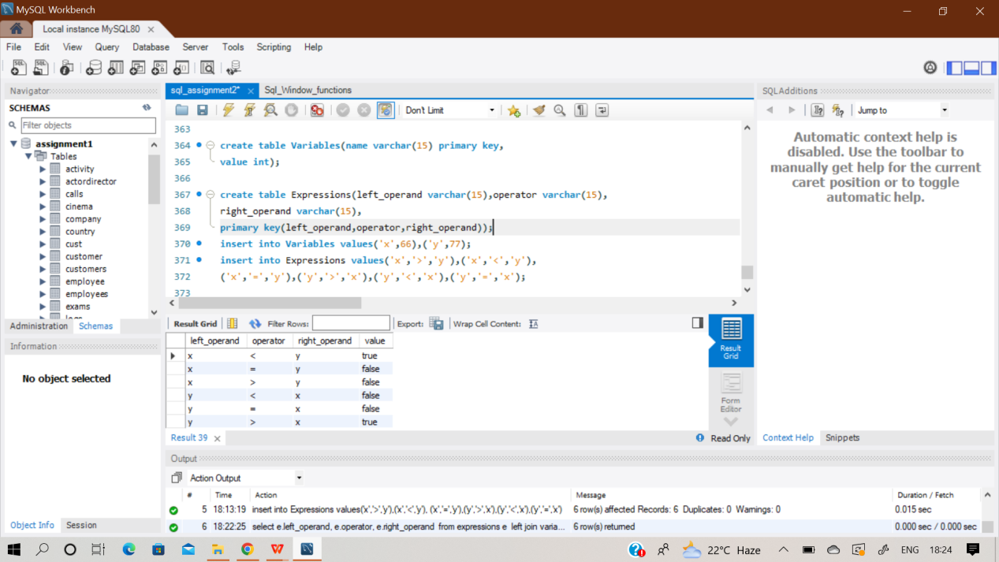 MySQL Workbench
Local instance MySQL80
File Edit View Query Database Server Tools Scripting Help
Navigator
SCHEMAS
Filter objects
assignment1
Tables
activity
actordirector
calls
cinema
company
country
cust
customer
customers
employee
employees
exams
Administration Schemas
Information
No object selected
Object Info Session
sql_assignment2* Sql_Window_functions
Don't Limit
363
364 create table Variables(name varchar(15) primary key,
365 value int);
366
367 create table Expressions(left_operand varchar(15),operator varchar(15),
368 right_operand varchar(15),
369 primary key(left_operand,operator,right_operand));
370 insert into Variables values('x',66),('y',77);
371 insert into Expressions values('x','>','y'),('x','<','y'),
372 ('x','=','y'),('y','>','x'),('y','<','x'),('y','=','x');
373
Result Grid Filter Rows: Export: Wrap Cell Content:
left_operand operator right_operand value
x < y true
x = y false
x > y false
y < x false
y = x false
y > x true
Result Grid
Form Editor
Result 39
Read Only
SQLAdditions
Jump to
Automatic context help is
disabled. Use the toolbar to
manually get help for the current
caret position or to toggle
automatic help.
Context Help Snippets
Output
Action Output
# Time Action Message Duration / Fetch
5 18:13:19 insert into Expressions values('x','>','y'),('x','<','y'), ('x','=','y'),('y','>','x'),('y','<','x'),('y','=','x') 6 row(s) affected Records: 6 Duplicates: 0 Warnings: 0 0.015 sec
6 18:22:25 select e.left_operand, e.operator, e.right_operand from expressions e left join varia... 6 row(s) returned 0.000 sec / 0.000 sec
22°C Haze ENG 18:24